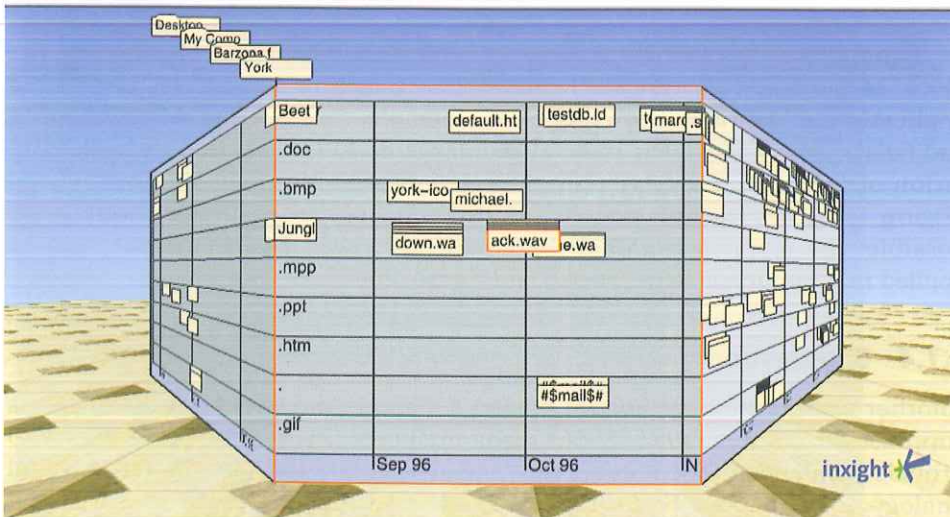 Desktop
My Comp
Barzona.f
York
Beet
default.ht
testdb.ld
marc
.s
.doc
.bmp
york-ico
michael.
Jungl
down.wa
ack.wav
e.wa
.mpp
.ppt
.htm
.
#$mail$#
#$mail$#
.gif
Sep 96
Oct 96
N
inxight